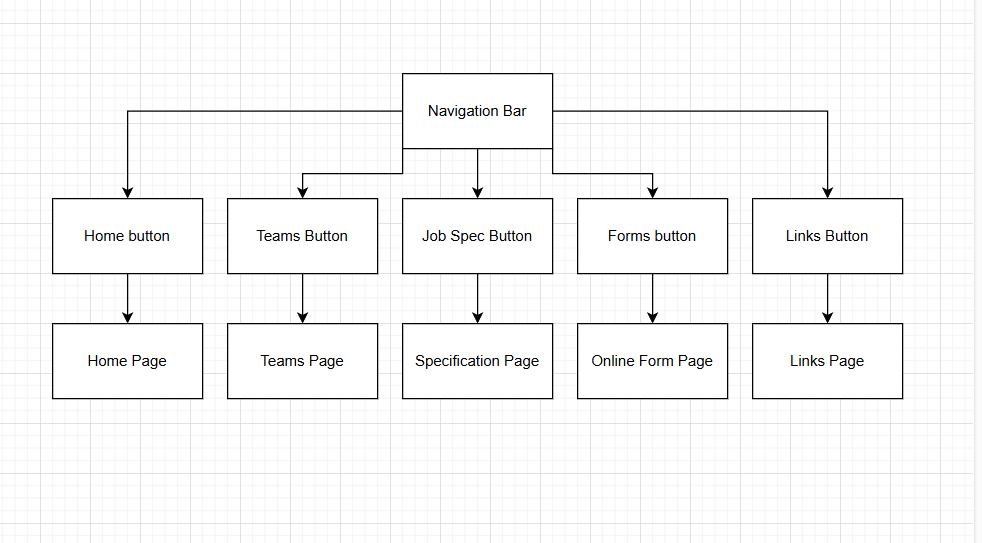 Navigation Bar
Home button
Teams Button
Job Spec Button
Forms button
Links Button
Home Page
Teams Page
Specification Page
Online Form Page
Links Page